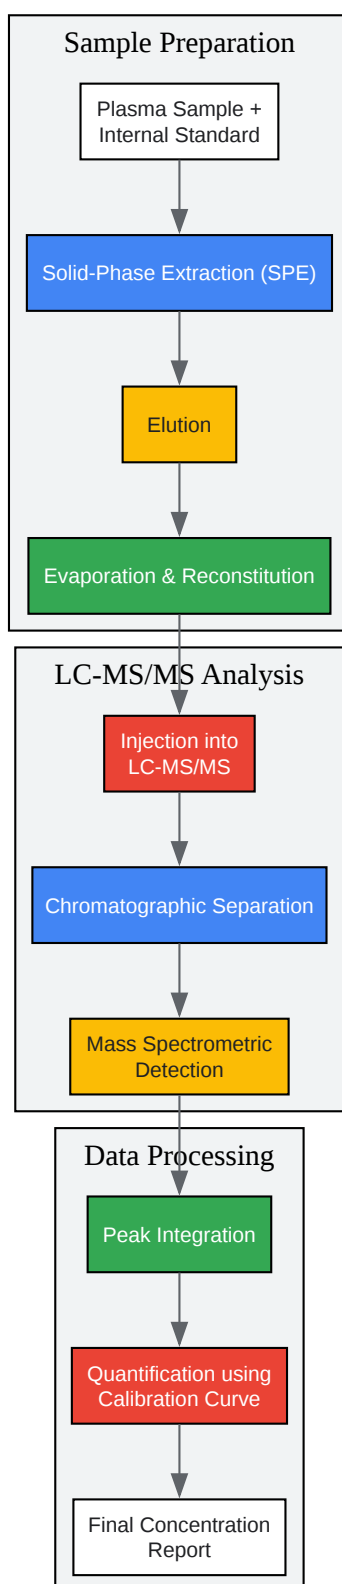 Sample Preparation
Plasma Sample +
Internal Standard
Solid-Phase Extraction (SPE)
Elution
Evaporation & Reconstitution
LC-MS/MS Analysis
Injection into
LC-MS/MS
Chromatographic Separation
Mass Spectrometric
Detection
Data Processing
Peak Integration
Quantification using
Calibration Curve
Final Concentration
Report